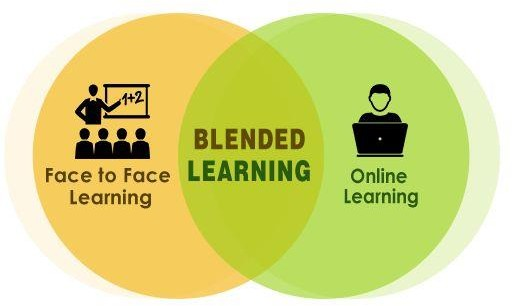 1+2
Face to Face
Learning
BLENDED
LEARNING
Online
Learning